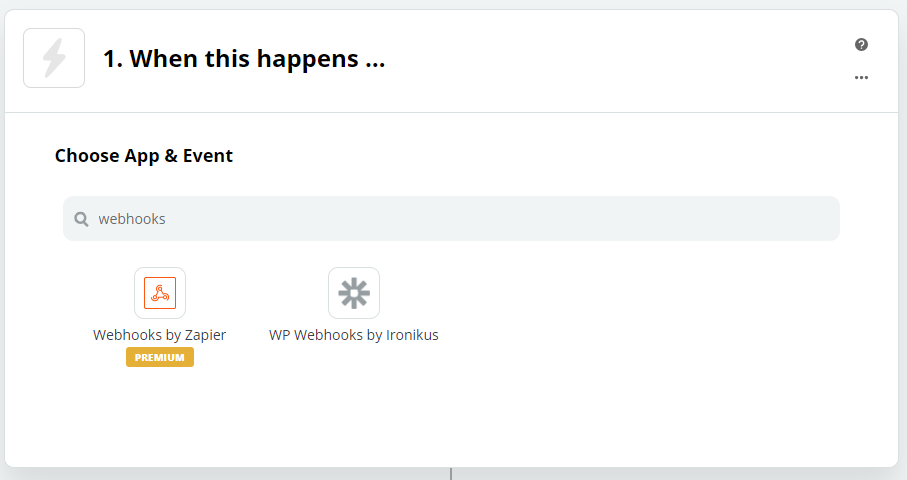 1. When this happens ...
Choose App & Event
webhooks
Webhooks by Zapier
WP Webhooks by Ironikus
PREMIUM